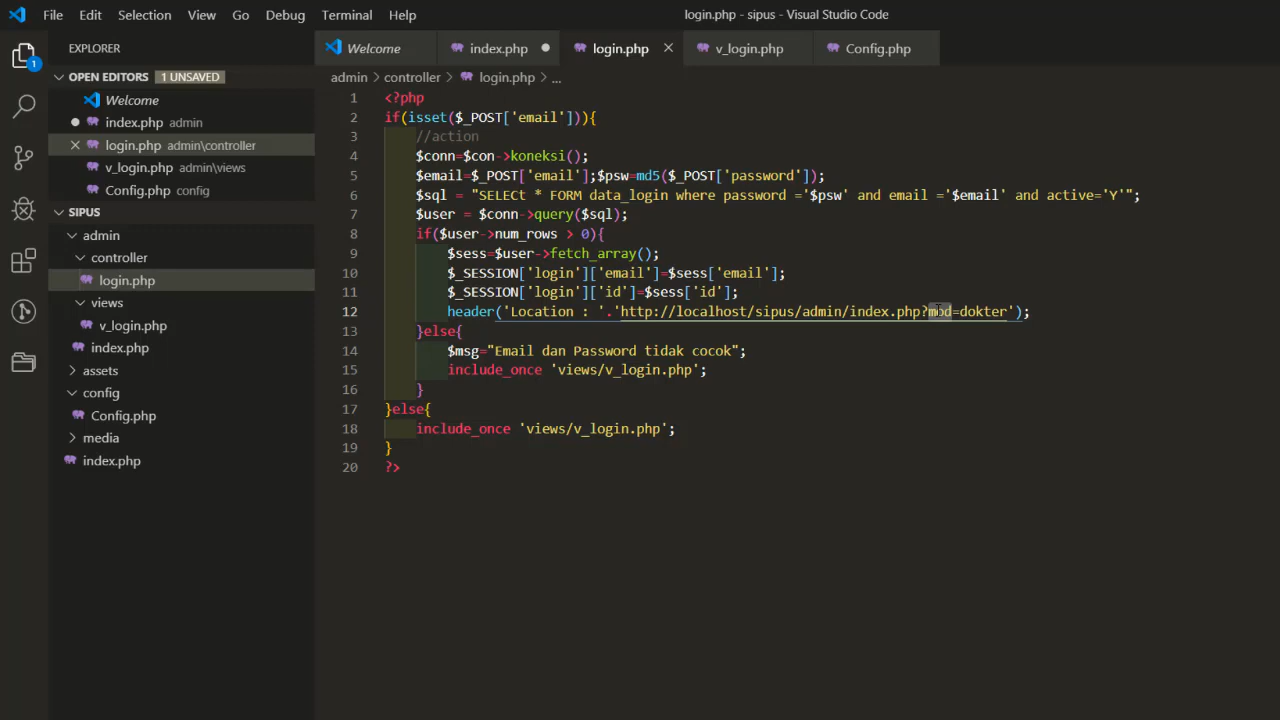 File Edit Selection View Go Debug Terminal Help login.php - sipus - Visual Studio Code
EXPLORER
1
OPEN EDITORS 1 UNSAVED
Welcome
index.php admin
login.php admin\controller
v_login.php admin\views
Config.php config
SIPUS
admin
controller
login.php
views
v_login.php
index.php
assets
config
Config.php
media
index.php
Welcome index.php login.php v_login.php Config.php
admin > controller > login.php > ...
1 <?php
2 if(isset($_POST['email'])){
3 //action
4 $conn=$con->koneksi();
5 $email=$_POST['email'];$psw=md5($_POST['password']);
6 $sql = "SELECt * FORM data_login where password ='$psw' and email ='$email' and active='Y'";
7 $user = $conn->query($sql);
8 if($user->num_rows > 0){
9 $sess=$user->fetch_array();
10 $_SESSION['login']['email']=$sess['email'];
11 $_SESSION['login']['id']=$sess['id'];
12 header('Location : '.'http://localhost/sipus/admin/index.php?mod=dokter');
13 }else{
14 $msg="Email dan Password tidak cocok";
15 include_once 'views/v_login.php';
16 }
17 }else{
18 include_once 'views/v_login.php';
19 }
20 ?>